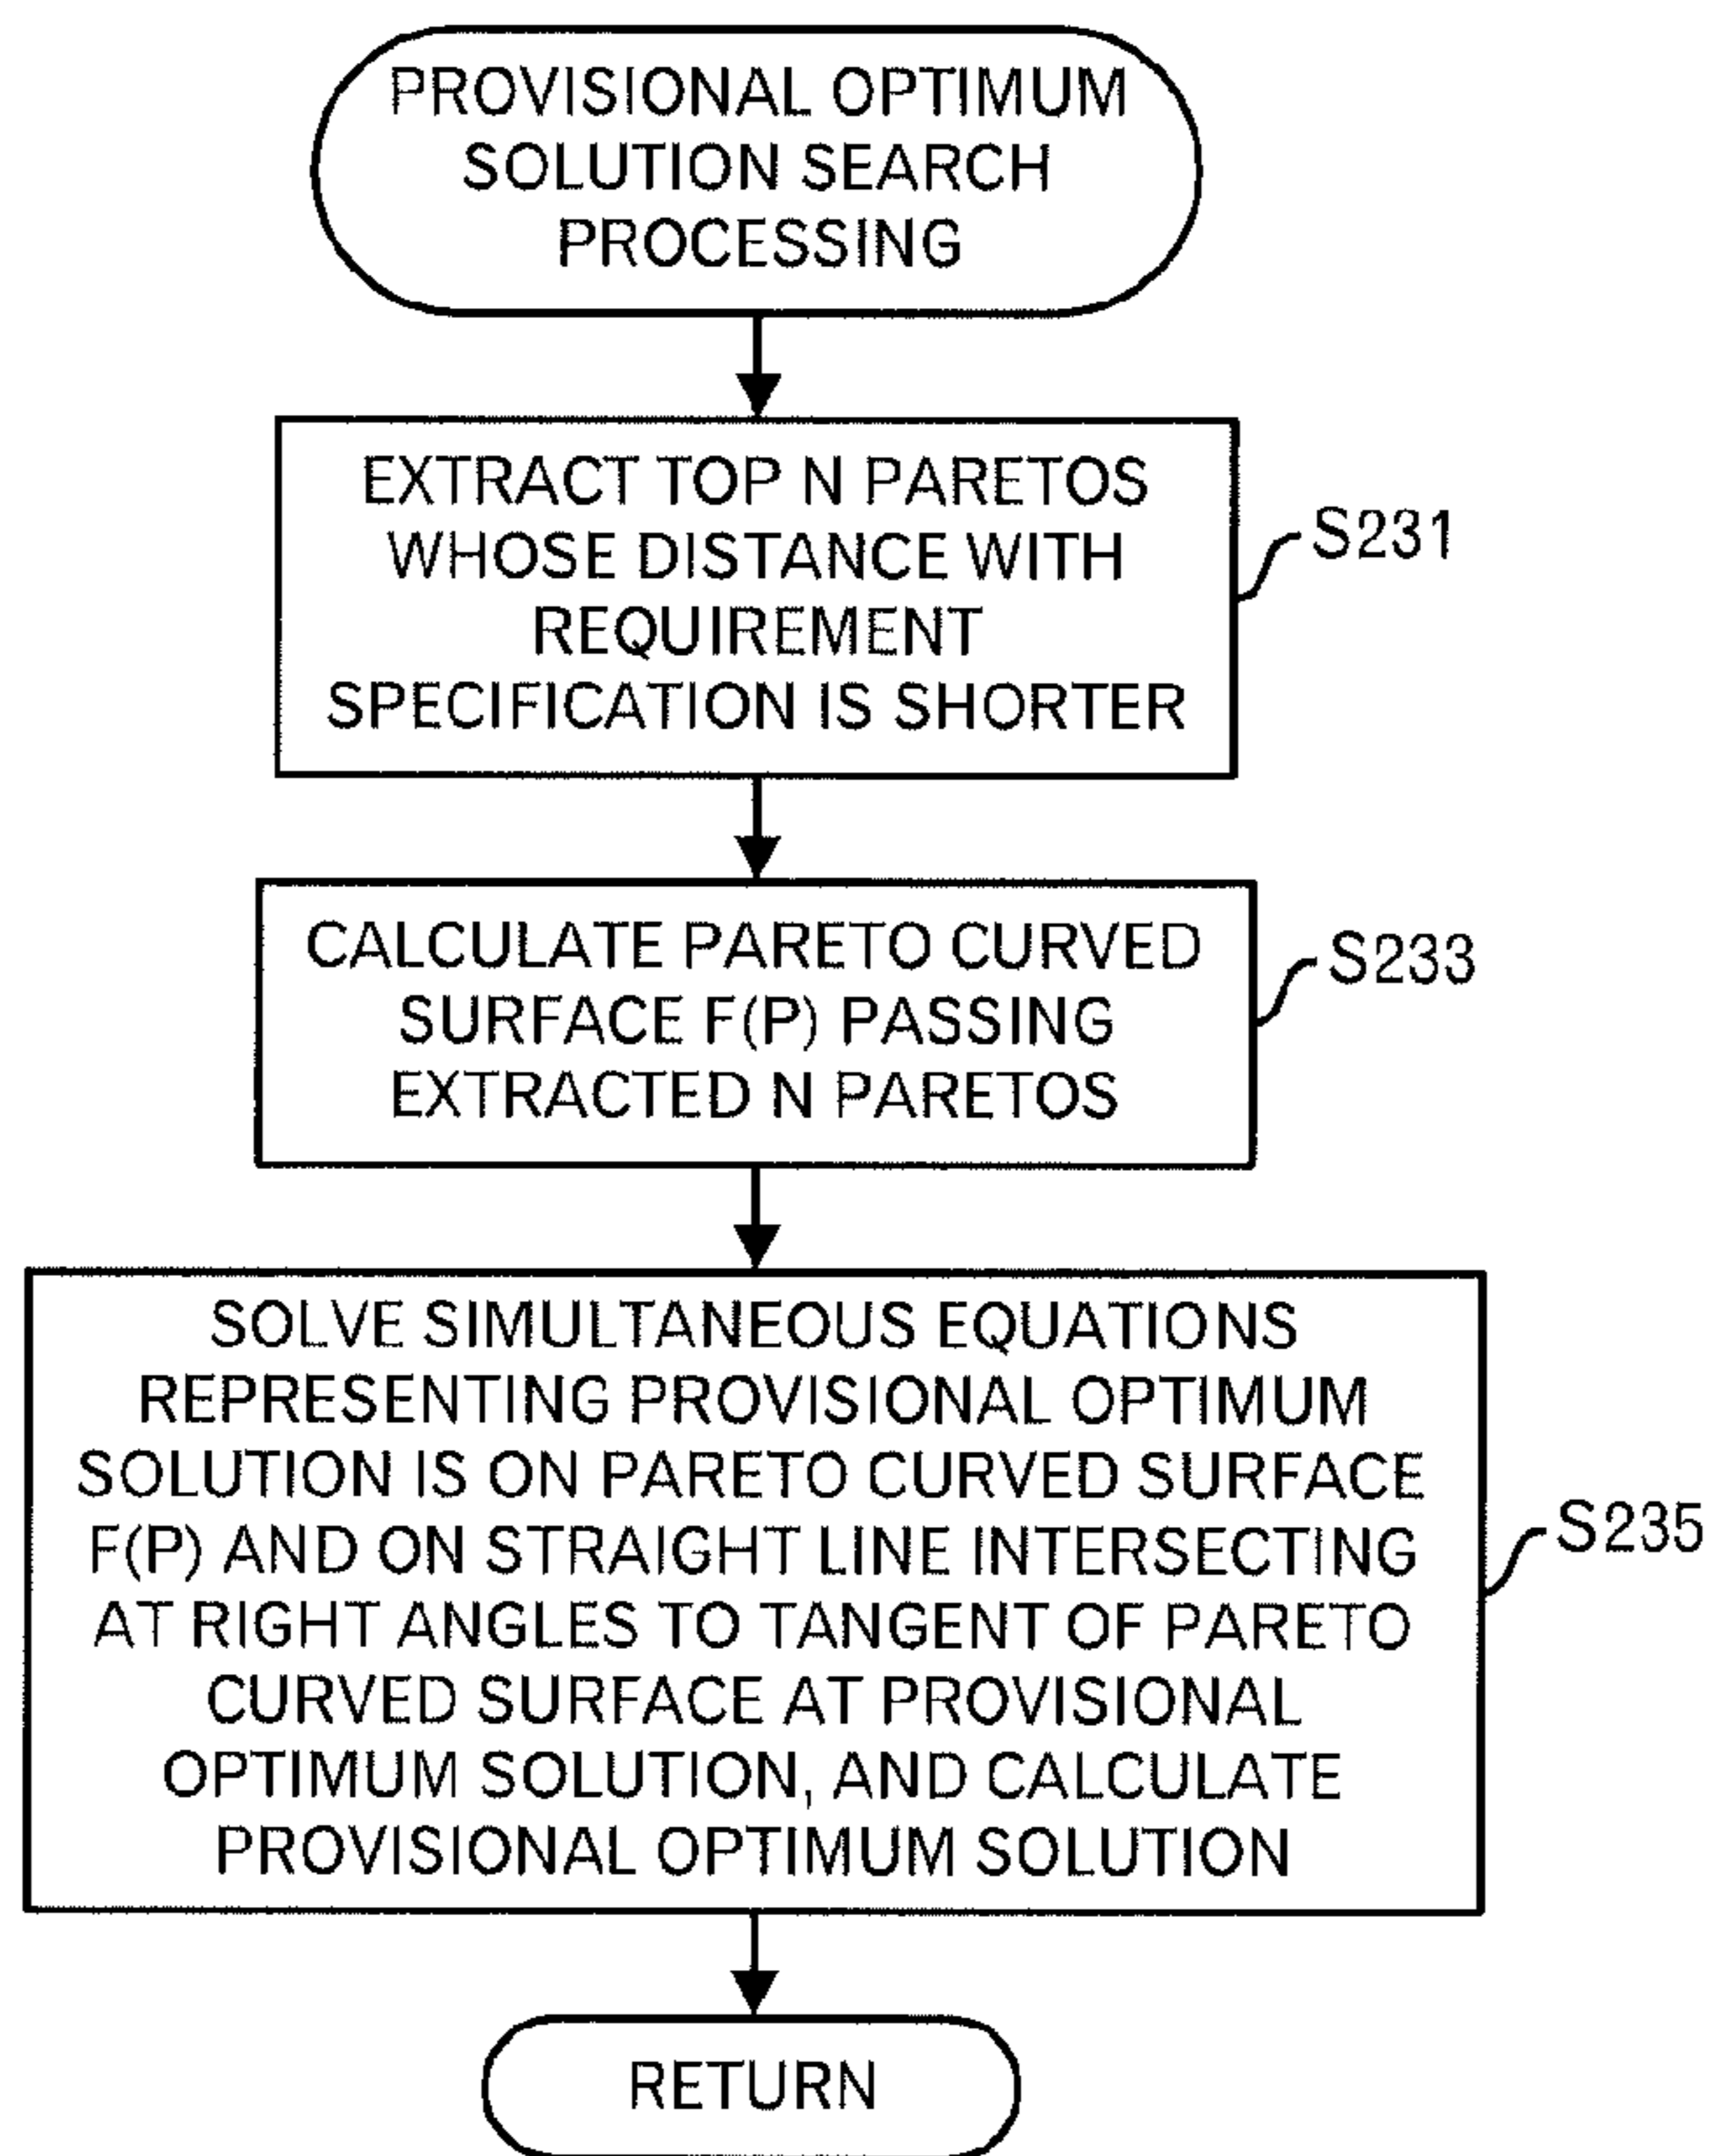 PROVISIONAL OPTIMUM
SOLUTION SEARCH
PROCESSING
EXTRACT TOP N PARETOS
WHOSE DISTANCE WITH
REQUIREMENT
SPECIFICATION IS SHORTER
S231
CALCULATE PARETO CURVED
SURFACE F(P) PASSING
EXTRACTED N PARETOS
S233
SOLVE SIMULTANEOUS EQUATIONS
REPRESENTING PROVISIONAL OPTIMUM
SOLUTION IS ON PARETO CURVED SURFACE
F(P) AND ON STRAIGHT LINE INTERSECTING
AT RIGHT ANGLES TO TANGENT OF PARETO
CURVED SURFACE AT PROVISIONAL
OPTIMUM SOLUTION, AND CALCULATE
PROVISIONAL OPTIMUM SOLUTION
S235
RETURN